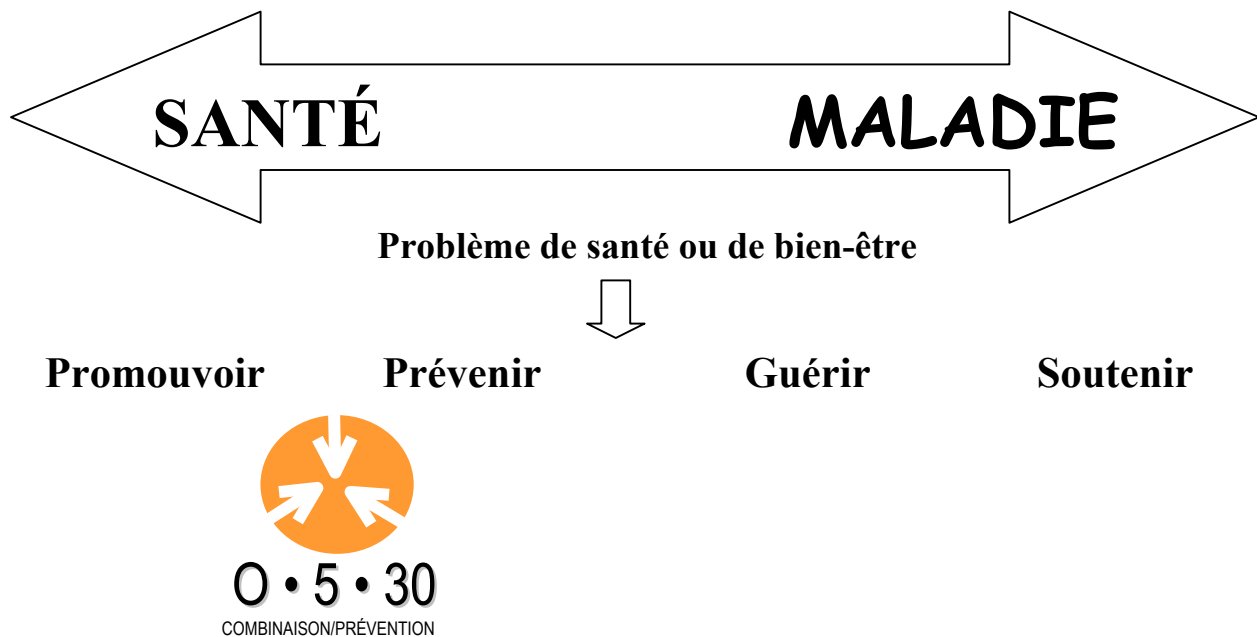 SANTÉ MALADIE
Problème de santé ou de bien-être
Promouvoir Prévenir Guérir Soutenir
O • 5 • 30
COMBINAISON/PRÉVENTION